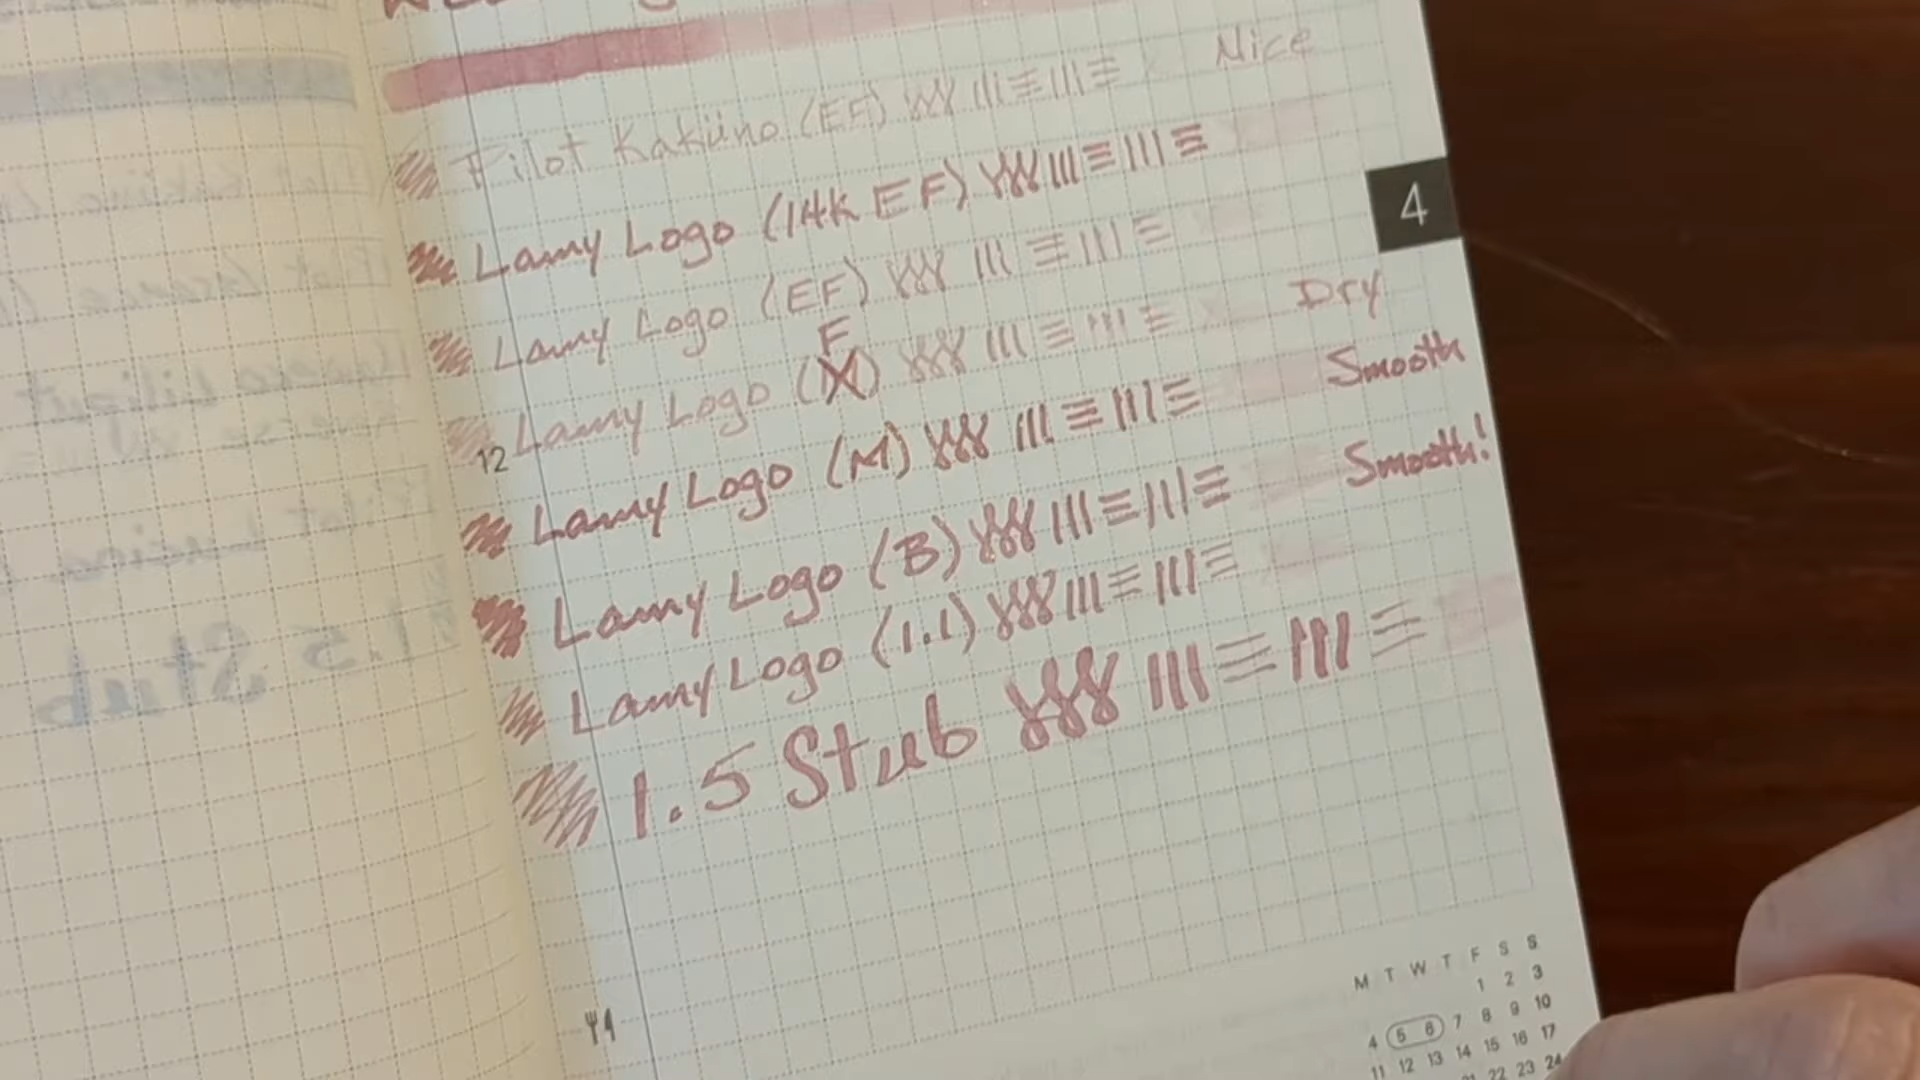 Pilot Kaküno (EF) Nice
Lamy Logo (14K EF)
Lamy Logo (EF)
F
Lamy Logo (M) Dry
12
Lamy Logo (M) Smooth
Lamy Logo (B) Smooth!
Lamy Logo (1.1)
1.5 Stub
4
M T W T F S S
1 2 3
4 5 6 7 8 9 10
11 12 13 14 15 16 17
22 23 24